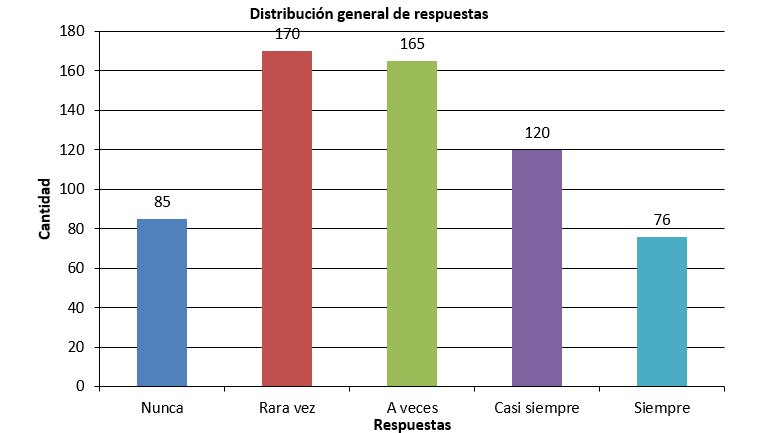 Distribución general de respuestas
Cantidad
180
160
140
120
100
80
60
40
20
0
85
170
165
120
76
Nunca
Rara vez
A veces
Casi siempre
Siempre
Respuestas